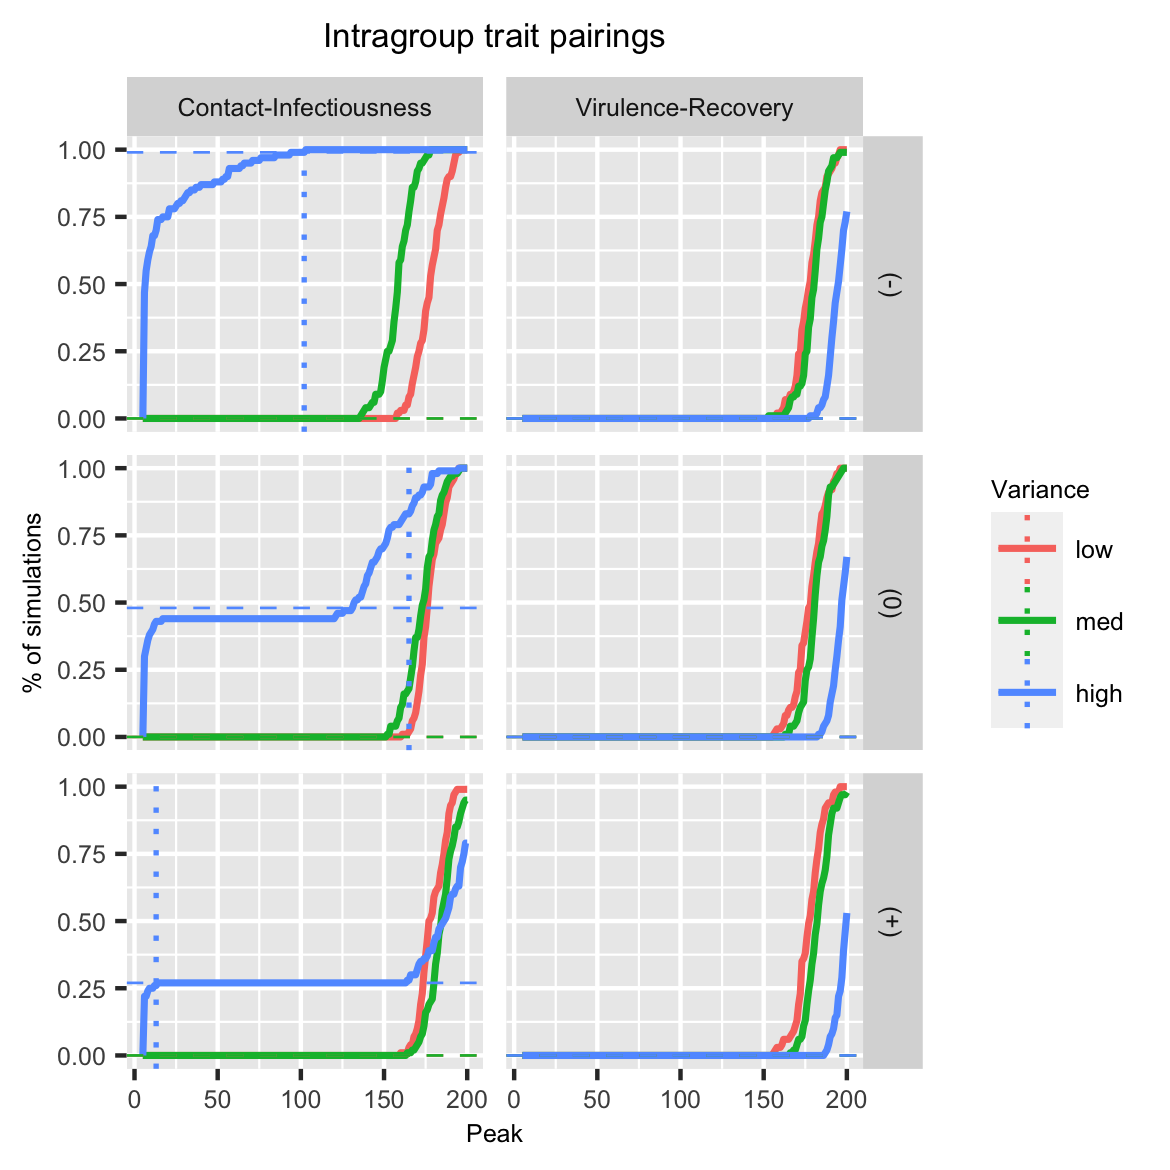 Intragroup trait pairings
Contact-Infectiousness
Virulence-Recovery
1.00
0.75
0.50
0.25
0.00
(-)
1.00
0.75
0.50
0.25
0.00
(0)
1.00
0.75
0.50
0.25
0.00
(+)
% of simulations
0 50 100 150 200
0 50 100 150 200
Peak
Variance
low
med
high